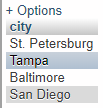 + Options
city
St. Petersburg
Tampa
Baltimore
San Diego